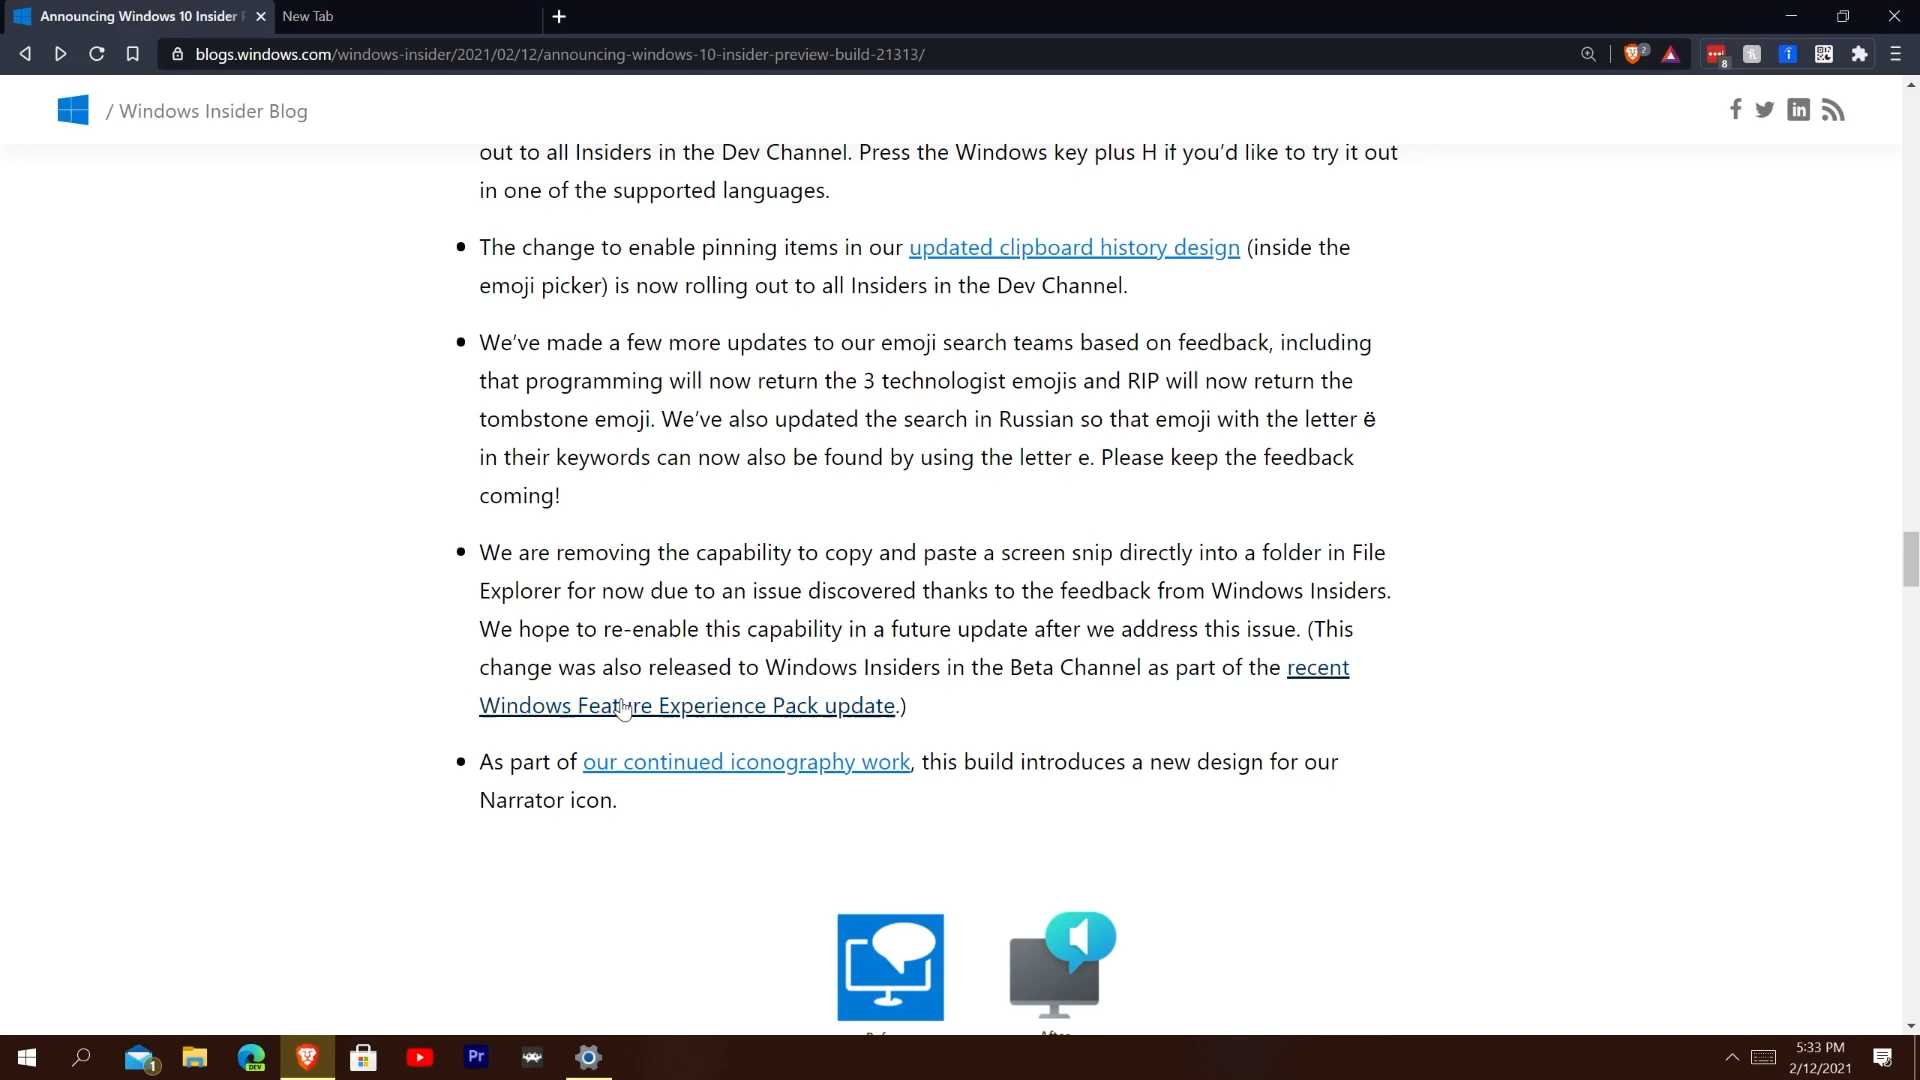 Announcing Windows 10 Insider
New Tab
blogs.windows.com/windows-insider/2021/02/12/announcing-windows-10-insider-preview-build-21313/
2
8
/ Windows Insider Blog
out to all Insiders in the Dev Channel. Press the Windows key plus H if you’d like to try it out
in one of the supported languages.
The change to enable pinning items in our updated clipboard history design (inside the
emoji picker) is now rolling out to all Insiders in the Dev Channel.
We’ve made a few more updates to our emoji search teams based on feedback, including
that programming will now return the 3 technologist emojis and RIP will now return the
tombstone emoji. We’ve also updated the search in Russian so that emoji with the letter ё
in their keywords can now also be found by using the letter е. Please keep the feedback
coming!
We are removing the capability to copy and paste a screen snip directly into a folder in File
Explorer for now due to an issue discovered thanks to the feedback from Windows Insiders.
We hope to re-enable this capability in a future update after we address this issue. (This
change was also released to Windows Insiders in the Beta Channel as part of the recent
Windows Feature Experience Pack update.)
As part of our continued iconography work, this build introduces a new design for our
Narrator icon.
1
DEV
Pr
5:33 PM
2/12/2021